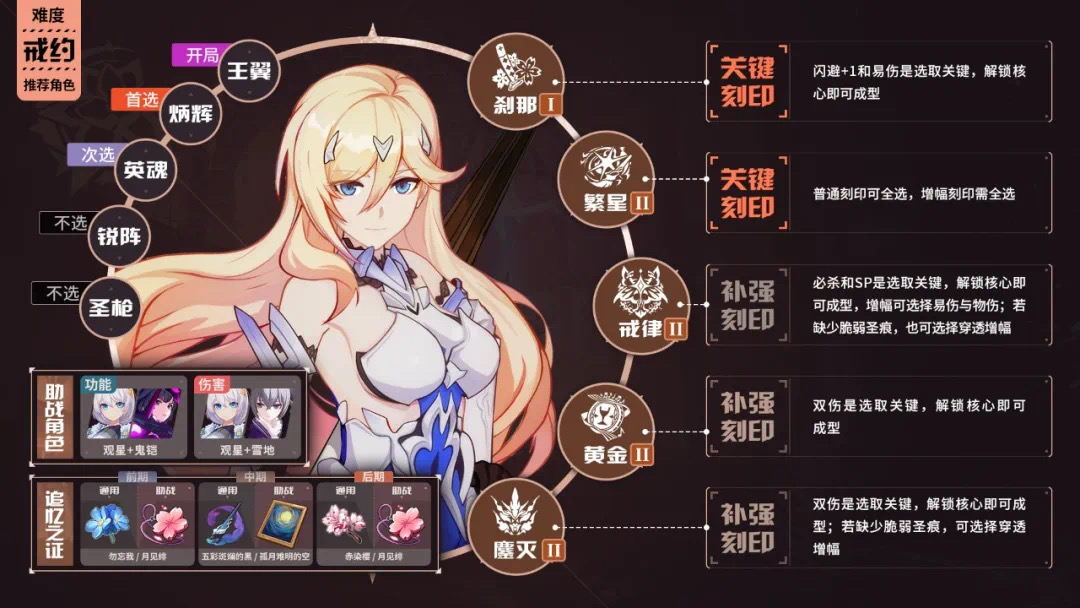 难度
戒约
推荐角色
开局
王翼
首选
炳辉
次选
英魂
不选
锐阵
不选
圣枪
刹那 I
关键
刻印
闪避+1和易伤是选取关键，解锁核
心即可成型
繁星 II
关键
刻印
普通刻印可全选，增幅刻印需全选
戒律 II
补强
刻印
必杀和SP是选取关键，解锁核心即
可成型，增幅可选择易伤与物伤；若
缺少脆弱圣痕，也可选择穿透增幅
黄金 II
补强
刻印
双伤是选取关键，解锁核心即可
成型
鏖灭 II
补强
刻印
双伤是选取关键，解锁核心即可成
型；若缺少脆弱圣痕，可选择穿透
增幅
助战角色
功能
观星+鬼铠
伤害
观星+雪地
追忆之证
前期
通用
助战
勿忘我 / 月见绯
中期
通用
助战
五彩斑斓的黑 / 孤月难明的空
后期
通用
助战
赤染樱 / 月见绯